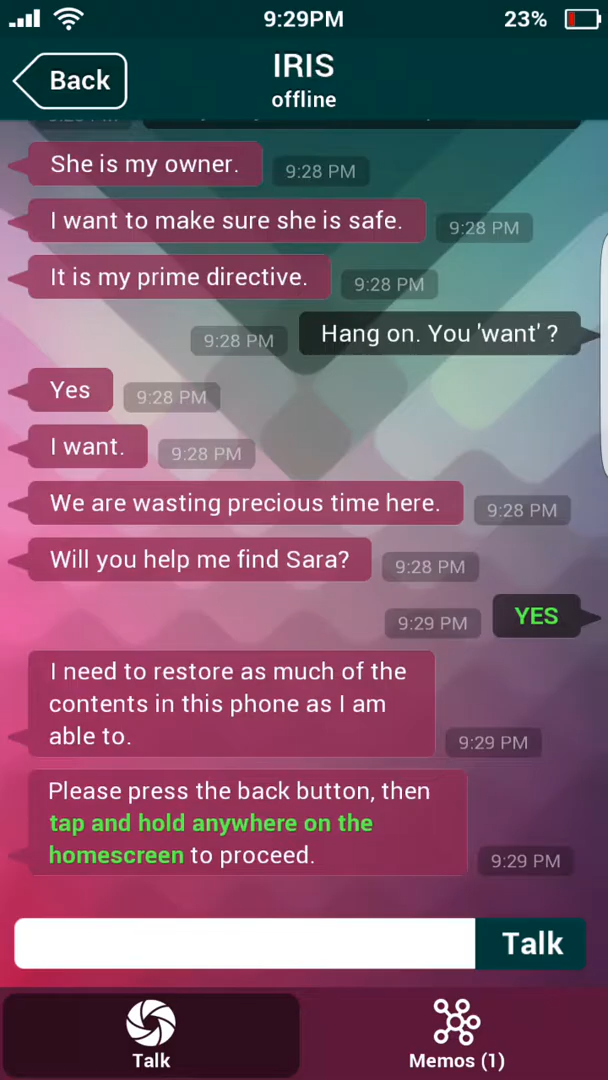 9:29PM
23%
Back
IRIS
offline
She is my owner.
9:28 PM
I want to make sure she is safe.
9:28 PM
It is my prime directive.
9:28 PM
Hang on. You 'want' ?
9:28 PM
Yes
9:28 PM
I want.
9:28 PM
We are wasting precious time here.
9:28 PM
Will you help me find Sara?
9:28 PM
9:29 PM
YES
I need to restore as much of the
contents in this phone as I am
able to.
9:29 PM
Please press the back button, then
tap and hold anywhere on the
homescreen to proceed.
9:29 PM
Talk
Talk
Memos (1)